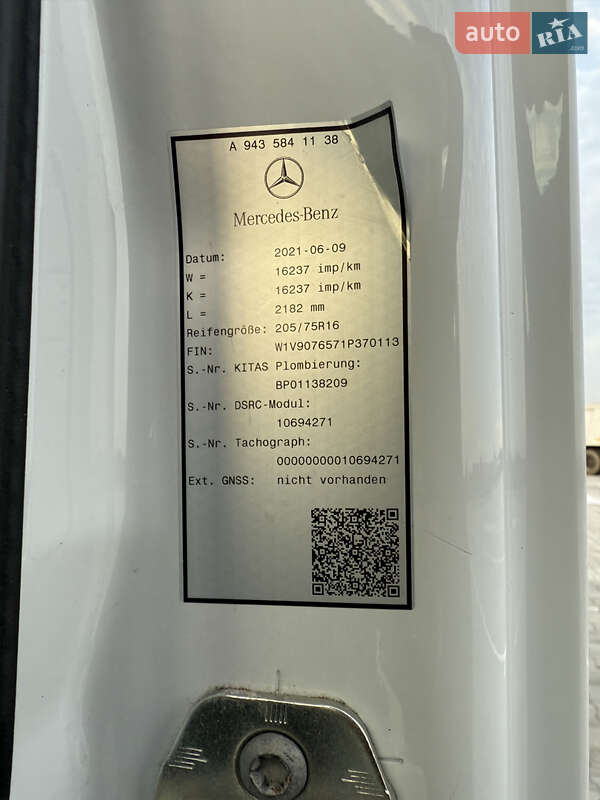 auto RIA .com
A 943 584 11 38
Mercedes-Benz
Datum: 2021-06-09
W = 16237 imp/km
K = 16237 imp/km
L = 2182 mm
Reifengröße: 205/75R16
FIN: W1V9076571P370113
S.-Nr. KITAS Plombierung:
BP01138209
S.-Nr. DSRC-Modul:
10694271
S.-Nr. Tachograph:
00000000010694271
Ext. GNSS: nicht vorhanden